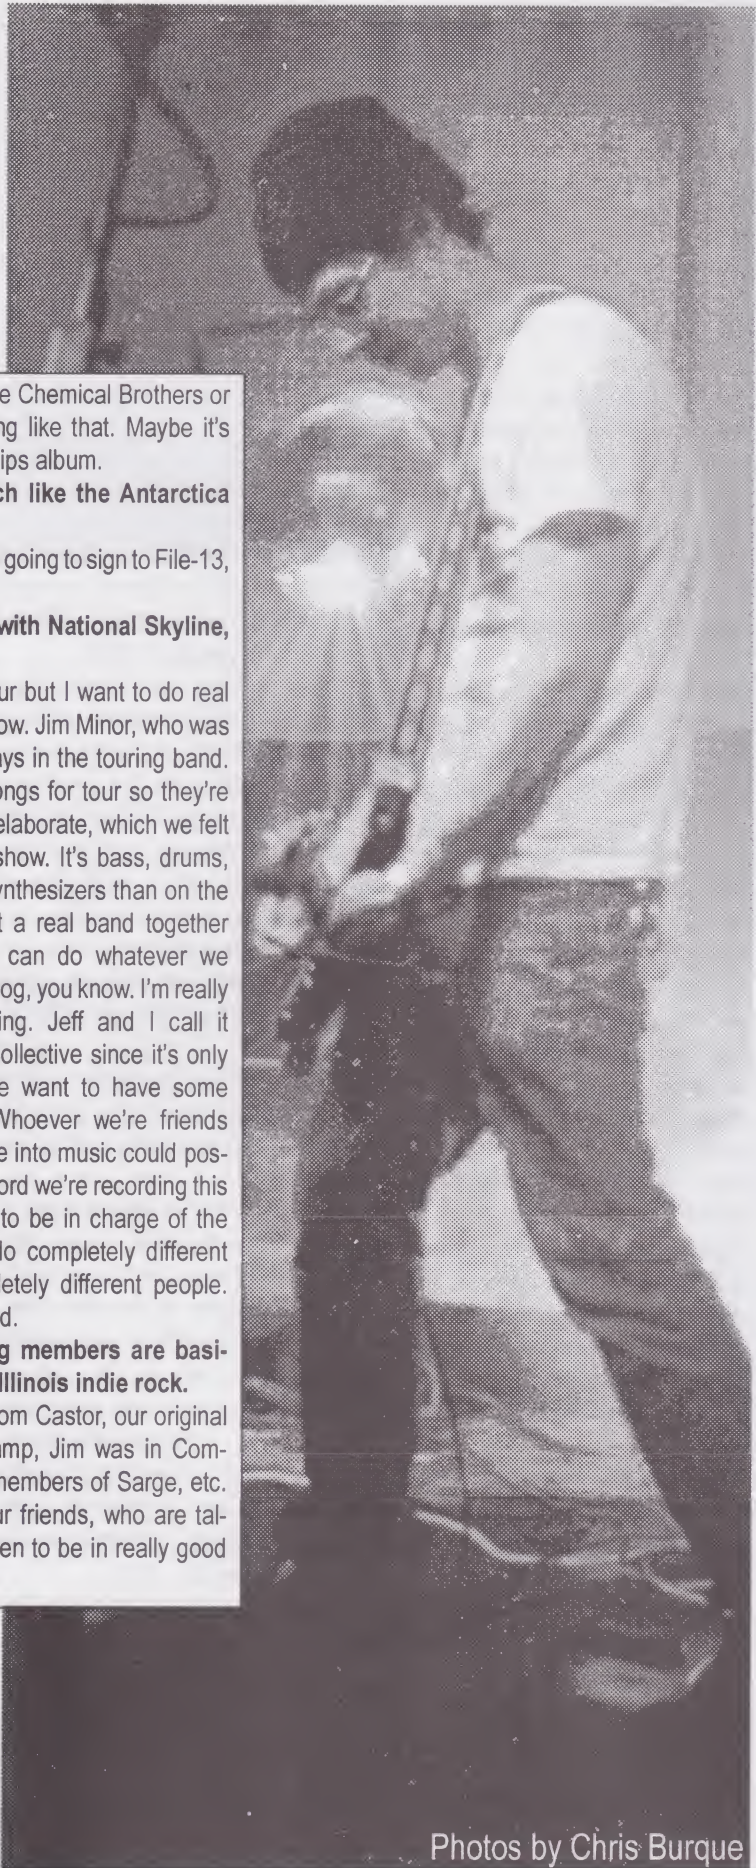 e Chemical Brothers or
ng like that. Maybe it's
ips album.
ch like the Antarctica
going to sign to File-13,
with National Skyline,
ur but I want to do real
ow. Jim Minor, who was
ays in the touring band.
ongs for tour so they're
elaborate, which we felt
show. It's bass, drums,
ynthesizers than on the
t a real band together
can do whatever we
og, you know. I'm really
ing. Jeff and I call it
ollective since it's only
e want to have some
Whoever we're friends
e into music could pos-
ord we're recording this
to be in charge of the
do completely different
letely different people.
d.
g members are basi-
Illinois indie rock.
om Castor, our original
amp, Jim was in Com-
members of Sarge, etc.
ur friends, who are tal-
en to be in really good
Photos by Chris Burque